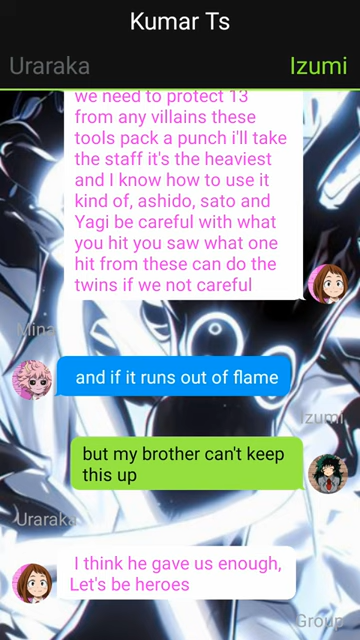 Kumar Ts
Uraraka
Izumi
we need to protect 13
from any villains these
tools pack a punch i'll take
the staff it's the heaviest
and I know how to use it
kind of, ashido, sato and
Yagi be careful with what
you hit you saw what one
hit from these can do the
twins if we not careful
Mina
and if it runs out of flame
Izumi
but my brother can't keep
this up
Uraraka
I think he gave us enough,
Let's be heroes
Group